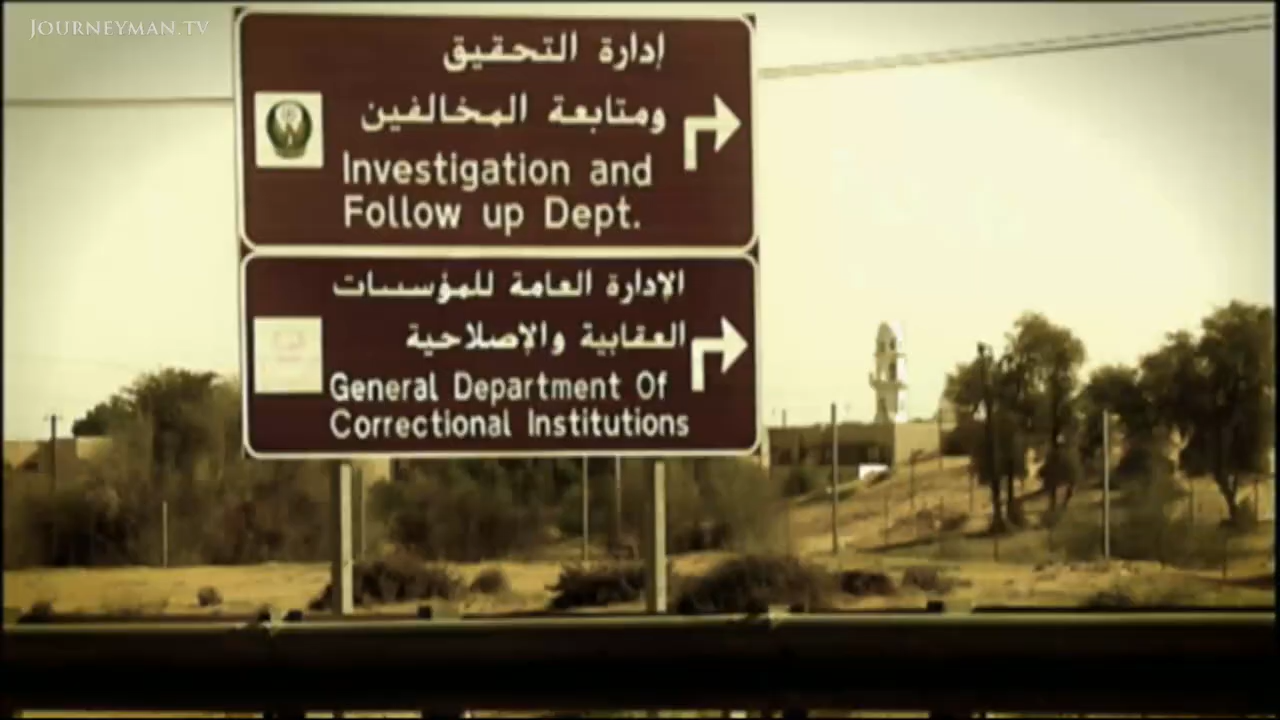 JOURNEYMAN.TV
إدارة التحقيق
ومتابعة المخالفين
Investigation and
Follow up Dept.
الإدارة العامة للمؤسسات
العقابية والإصلاحية
General Department Of
Correctional Institutions